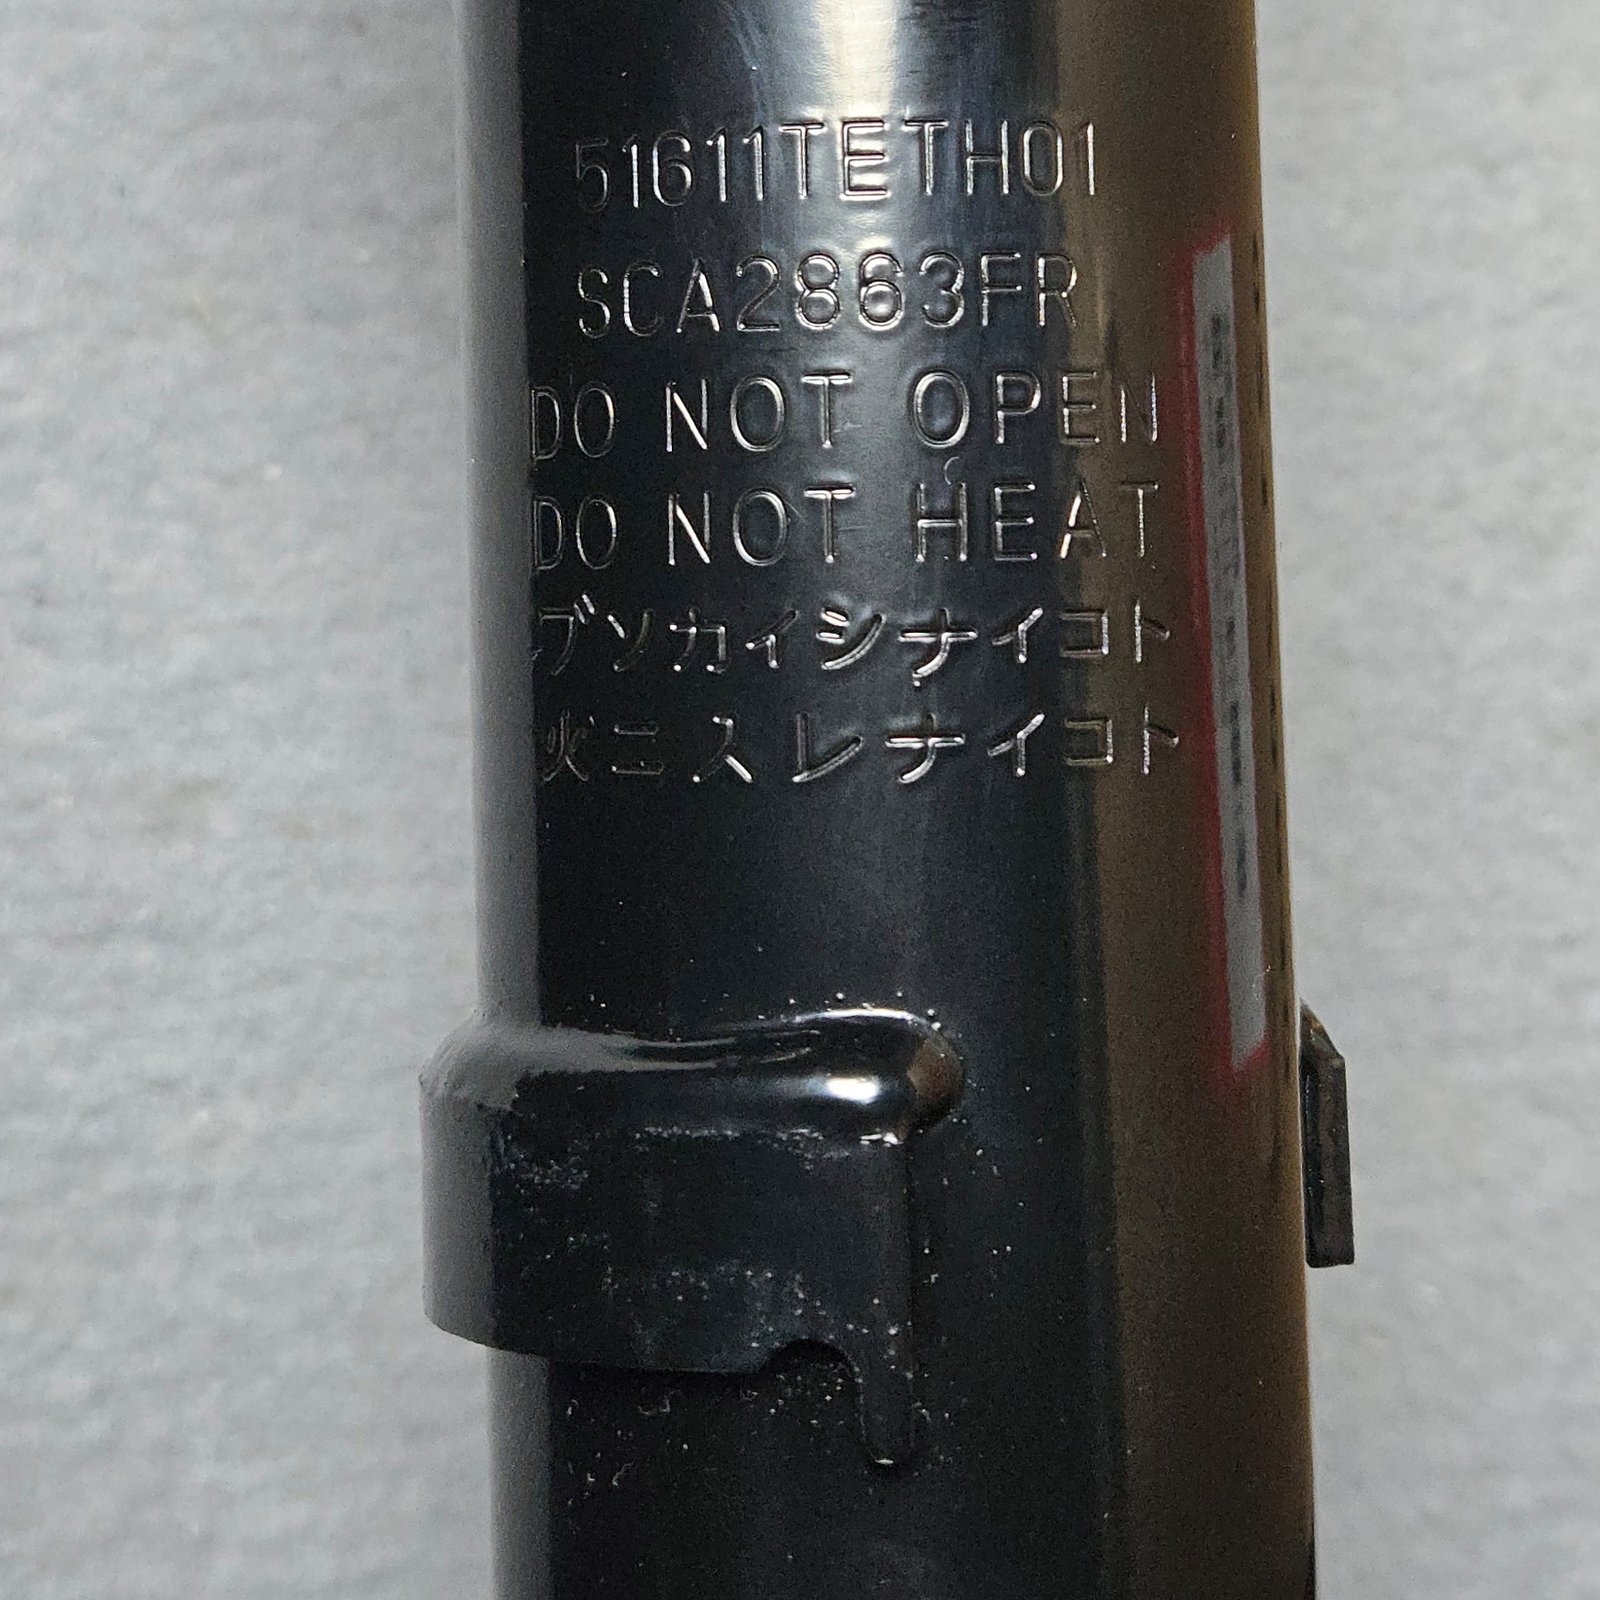 51611TETH01
SCA2863FR
DO NOT OPEN
DO NOT HEAT
ブンカイシナイコト
火ニスレナイコト